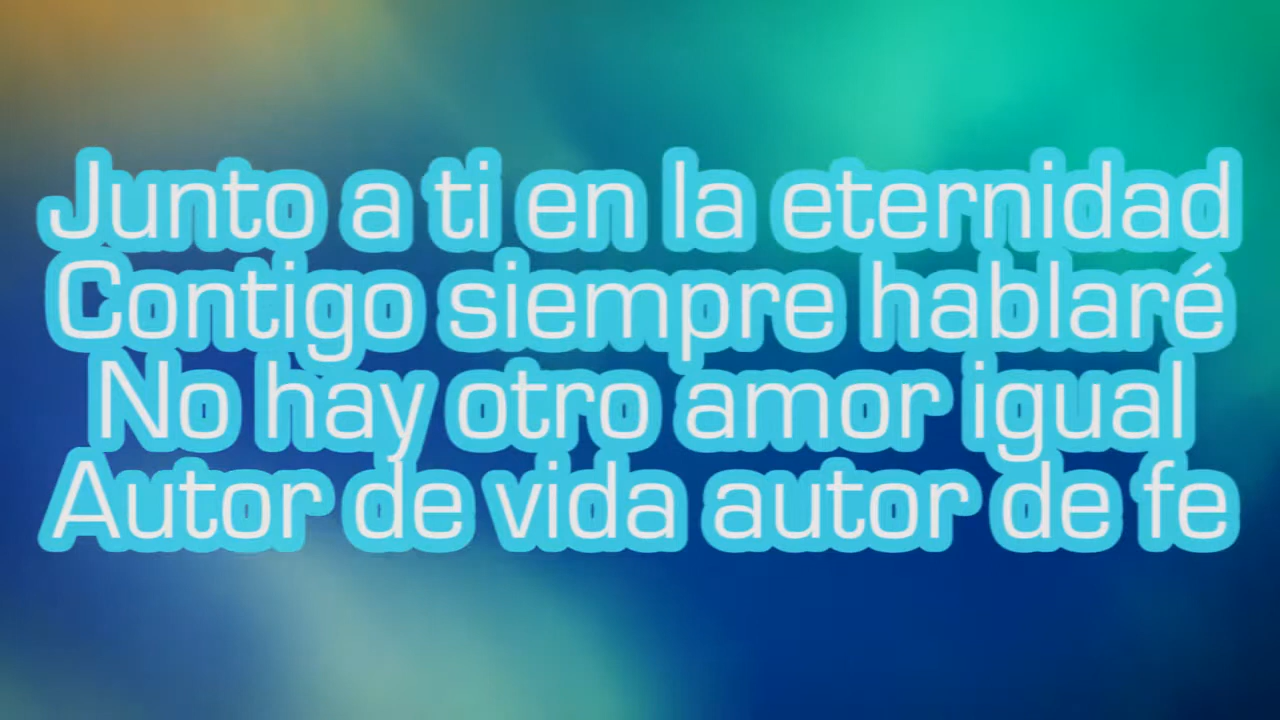 Junto a ti en la eternidad
Contigo siempre hablaré
No hay otro amor igual
Autor de vida autor de fe